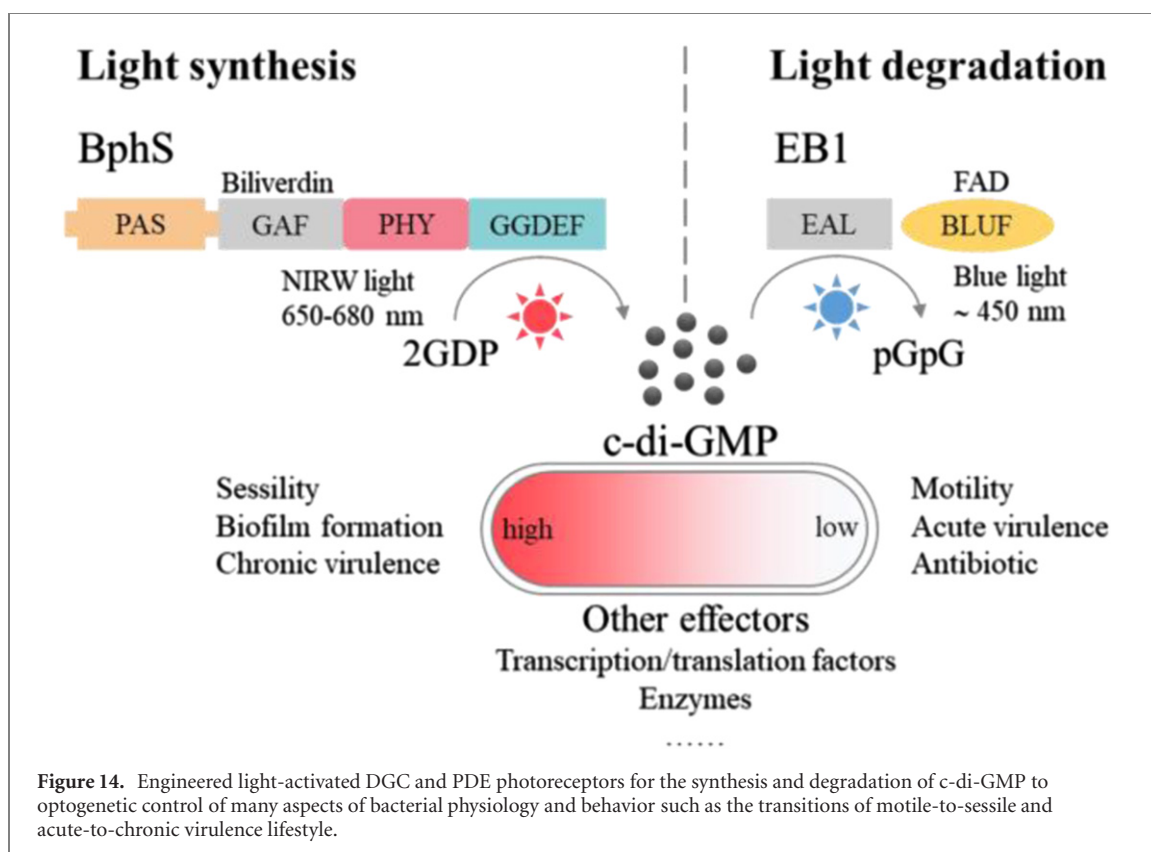 Light synthesis
Light degradation
BphS
EB1
Biliverdin
FAD
PAS
GAF
PHY
GGDEF
EAL
BLUF
NIRW light
650-680 nm
Blue light
~ 450 nm
2GDP
pGpG
c-di-GMP
Sessility
Biofilm formation
Chronic virulence
high
low
Motility
Acute virulence
Antibiotic
Other effectors
Transcription/translation factors
Enzymes
......
Figure 14. Engineered light-activated DGC and PDE photoreceptors for the synthesis and degradation of c-di-GMP to
optogenetic control of many aspects of bacterial physiology and behavior such as the transitions of motile-to-sessile and
acute-to-chronic virulence lifestyle.